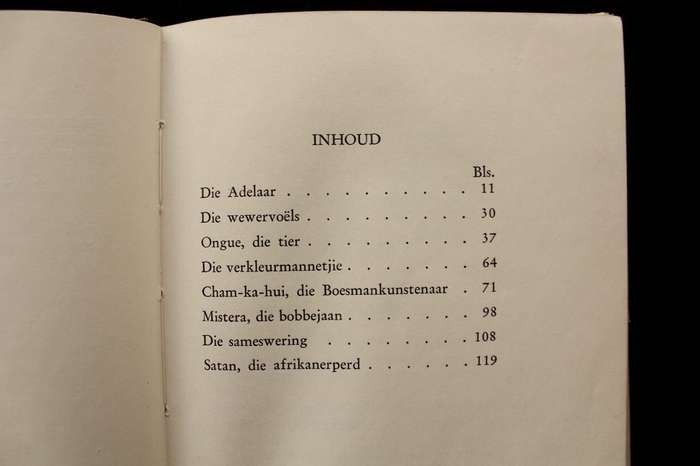 INHOUD
Bls.
Die Adelaar . . . . . . . . . . 11
Die wewervoëls . . . . . . . . . 30
Ongue, die tier . . . . . . . . . 37
Die verkleurmannetjie . . . . . . . 64
Cham-ka-hui, die Boesmankunstenaar . 71
Mistera, die bobbejaan . . . . . . . 98
Die sameswering . . . . . . . . 108
Satan, die afrikanerperd . . . . . . 119